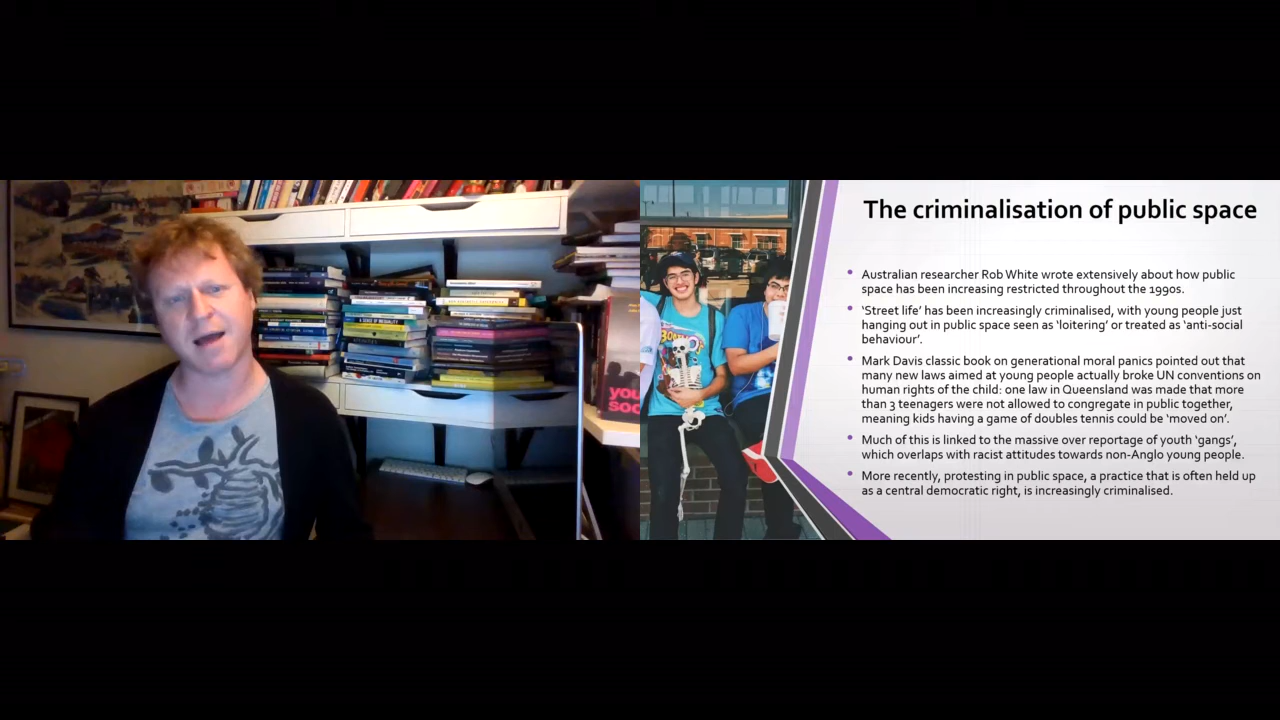 The criminalisation of public space
• Australian researcher Rob White wrote extensively about how public
space has been increasing restricted throughout the 1990s.
• ‘Street life’ has been increasingly criminalised, with young people just
hanging out in public space seen as ‘loitering’ or treated as ‘anti-social
behaviour’.
• Mark Davis classic book on generational moral panics pointed out that
many new laws aimed at young people actually broke UN conventions on
human rights of the child: one law in Queensland was made that more
than 3 teenagers were not allowed to congregate in public together,
meaning kids having a game of doubles tennis could be ‘moved on’.
• Much of this is linked to the massive over reportage of youth ‘gangs’,
which overlaps with racist attitudes towards non-Anglo young people.
• More recently, protesting in public space, a practice that is often held up
as a central democratic right, is increasingly criminalised.
A SENSE OF INEQUALITY
you
soc